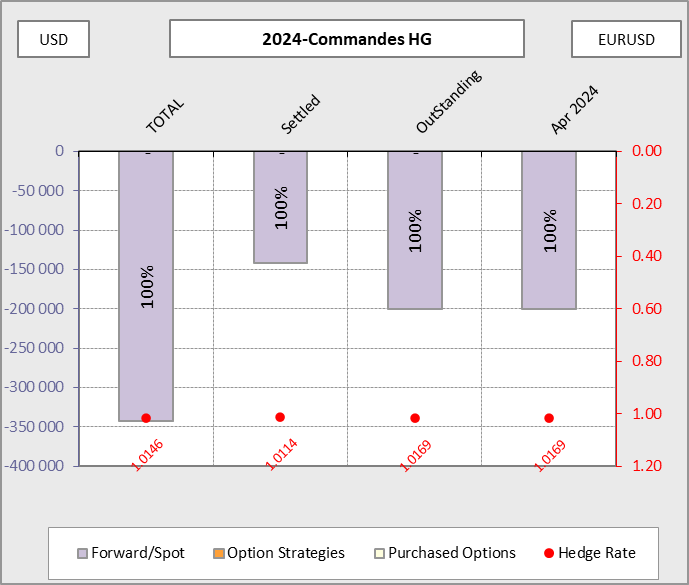 USD
2024-Commandes HG
EURUSD
TOTAL
Settled
OutStanding
Apr 2024
0
-50 000
-100 000
-150 000
-200 000
-250 000
-300 000
-350 000
-400 000
100%
100%
100%
100%
0.00
0.20
0.40
0.60
0.80
1.00
1.20
1.0146
1.0114
1.0169
1.0169
Forward/Spot
Option Strategies
Purchased Options
Hedge Rate